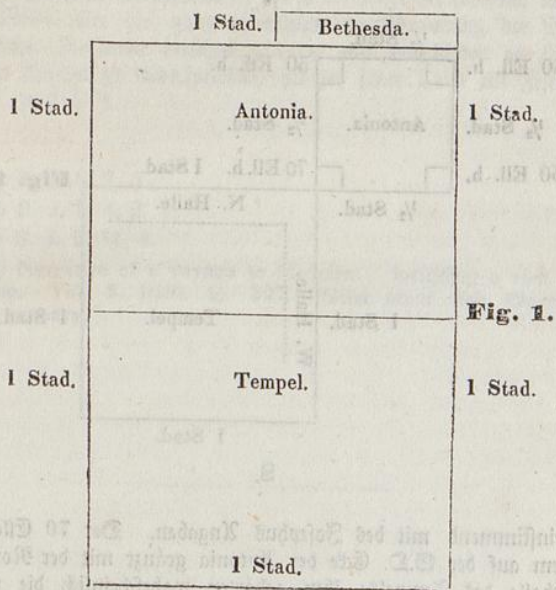 1 Stad. Bethesda.
1 Stad. Antonia. 1 Stad.
Fig. 1.
1 Stad. Tempel. 1 Stad.
1 Stad.